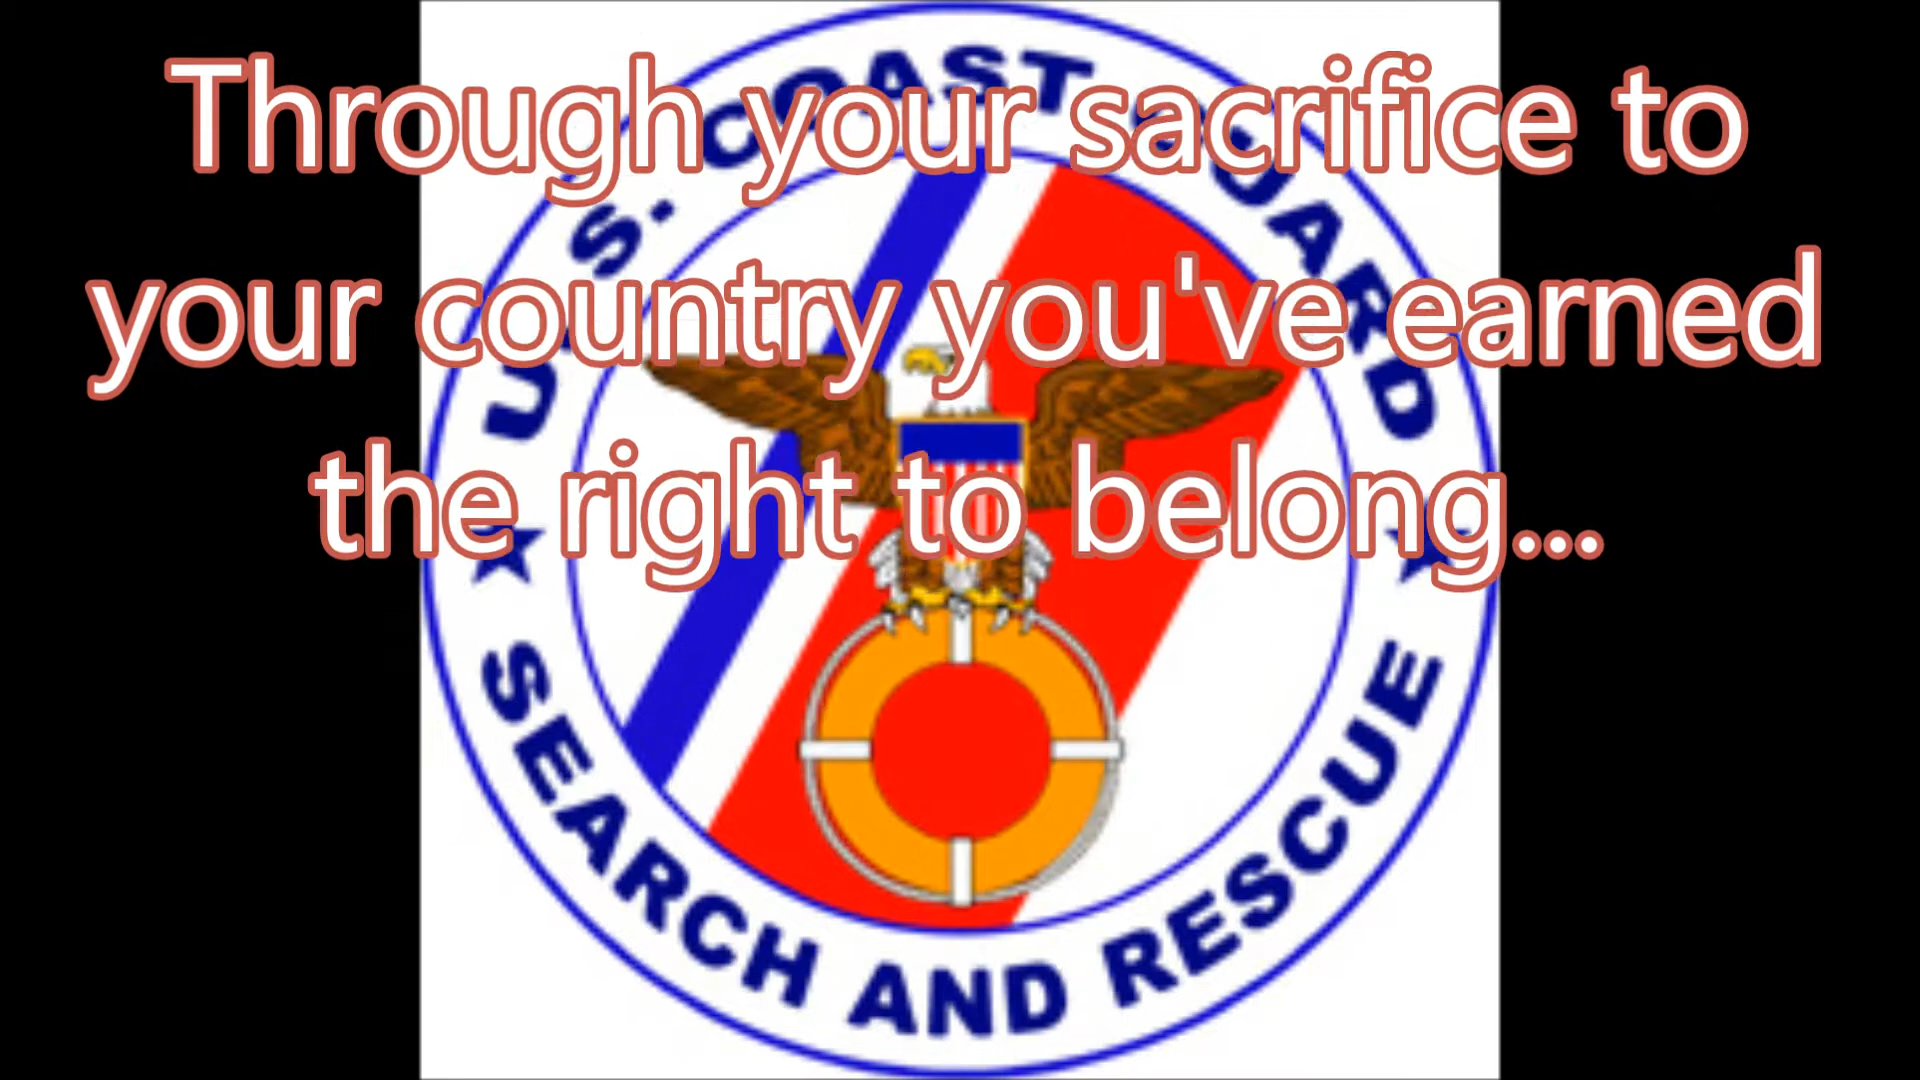 Through your sacrifice to
your country you've earned
the right to belong...
U.S. COAST GUARD
SEARCH AND RESCUE